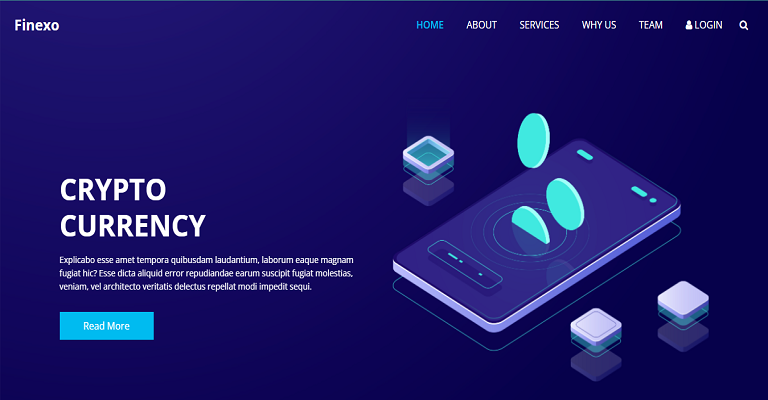 Finexo
HOME ABOUT SERVICES WHY US TEAM LOGIN
CRYPTO
CURRENCY
Explicabo esse amet tempora quibusdam laudantium, laborum eaque magnam
fugiat hic? Esse dicta aliquid error repudiandae earum suscipit fugiat molestias,
veniam, vel architecto veritatis delectus repellat modi impedit sequi.
Read More